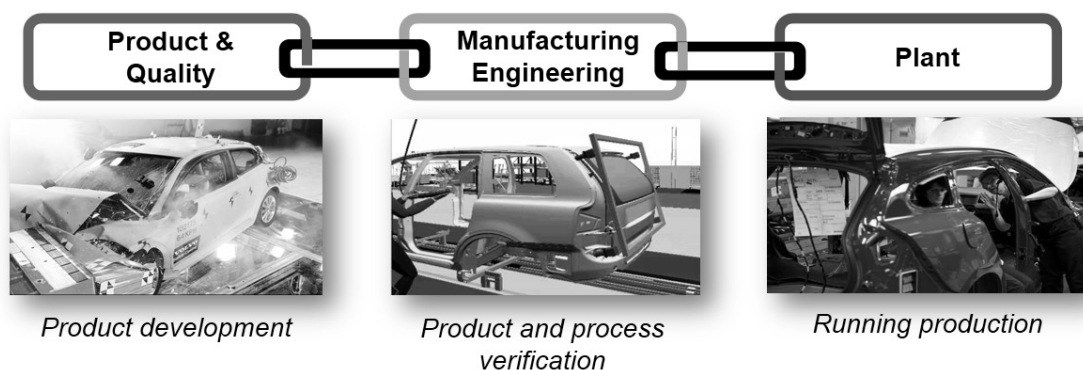 Product &
Quality
Manufacturing
Engineering
Plant
Product development
Product and process
verification
Running production